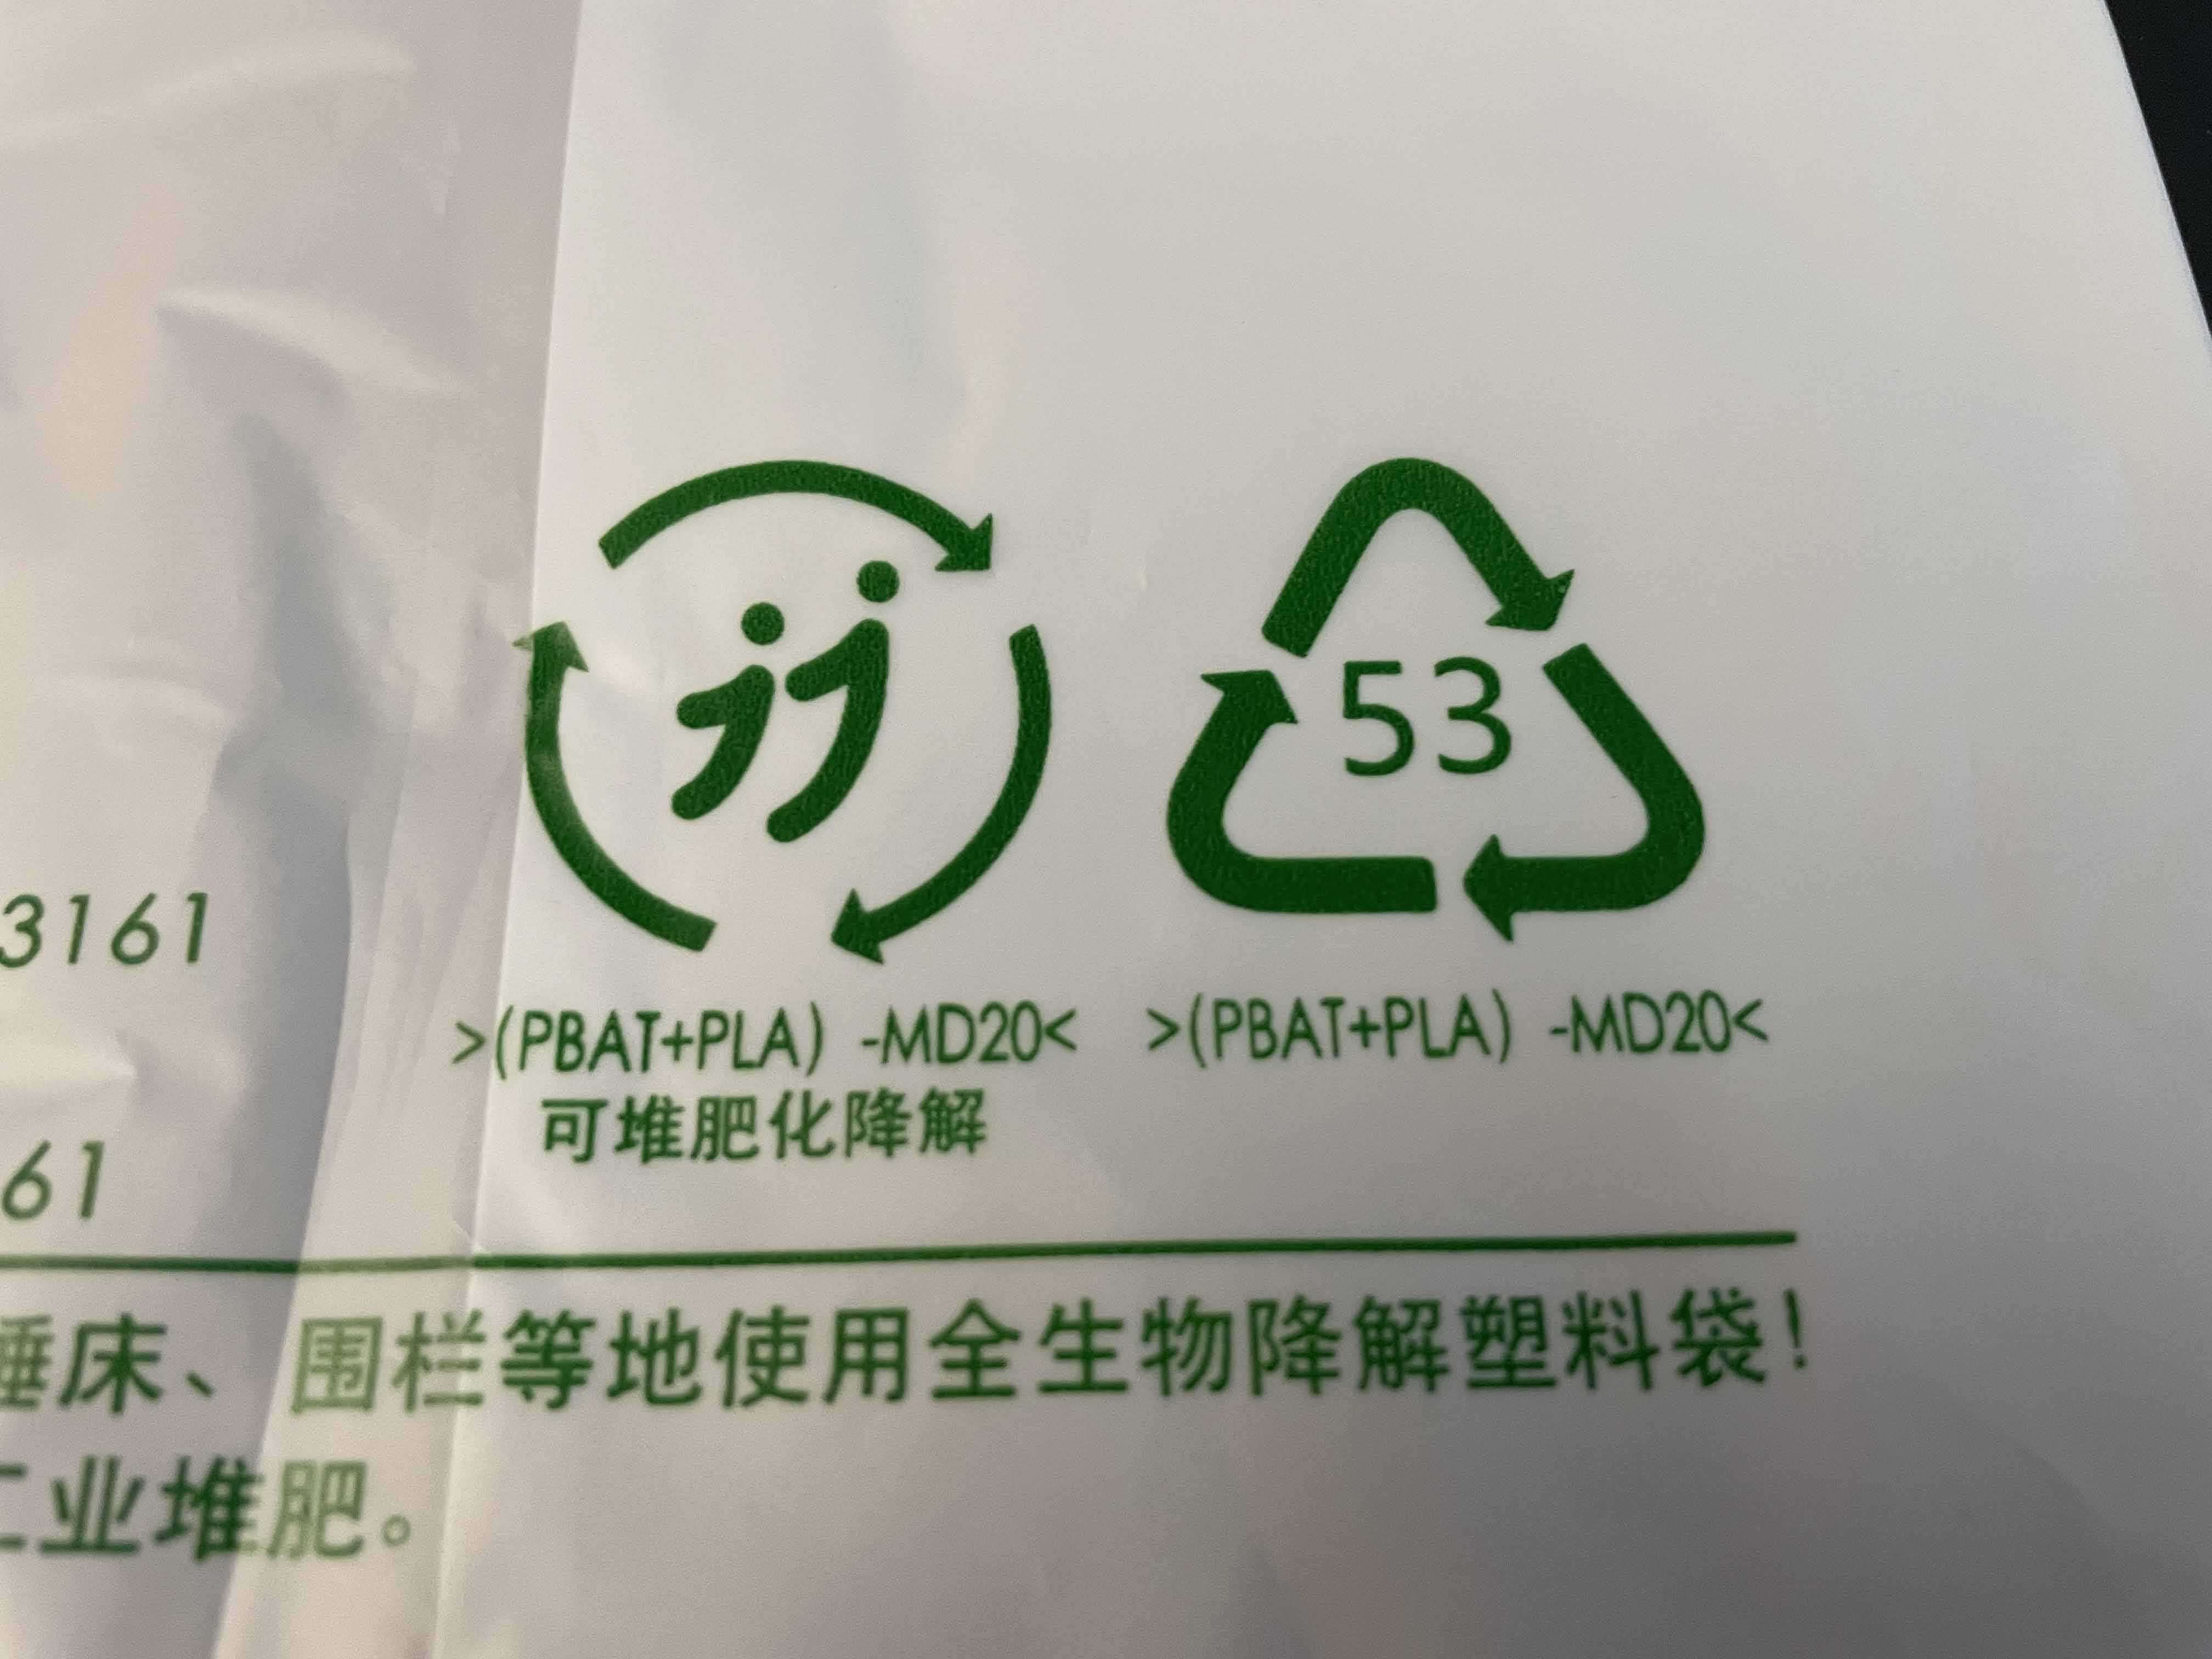 53
3161
>(PBAT+PLA) -MD20< >(PBAT+PLA) -MD20<
可堆肥化降解
61
床、围栏等地使用全生物降解塑料袋!
业堆肥。